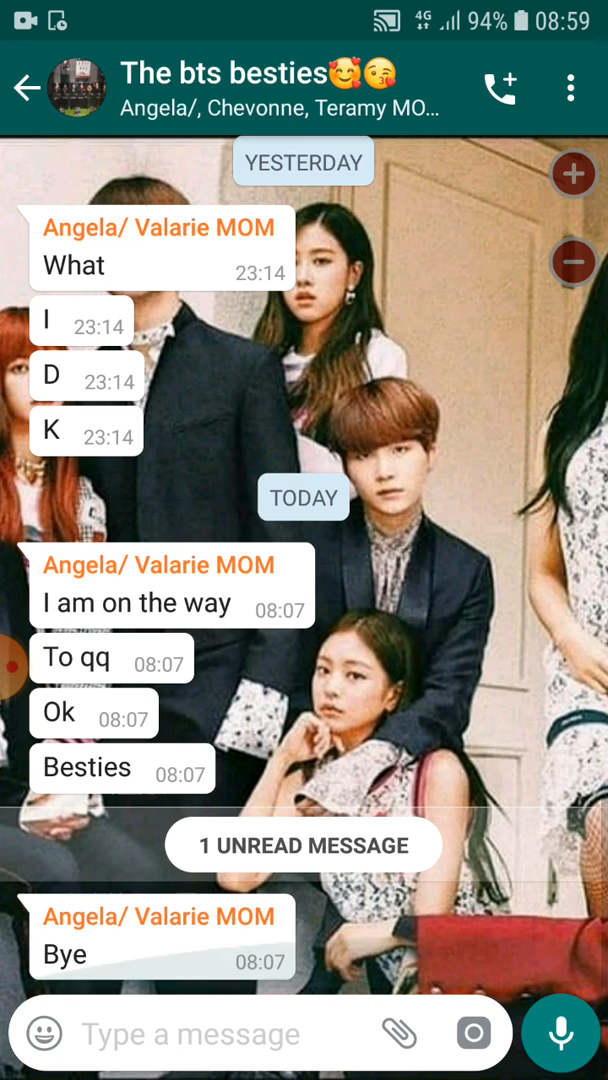 4G 94% 08:59
The bts besties🥰😘
Angela/, Chevonne, Teramy MO...
YESTERDAY
Angela/ Valarie MOM
What 23:14
I 23:14
D 23:14
K 23:14
TODAY
Angela/ Valarie MOM
I am on the way 08:07
To qq 08:07
Ok 08:07
Besties 08:07
1 UNREAD MESSAGE
Angela/ Valarie MOM
Bye 08:07
Type a message